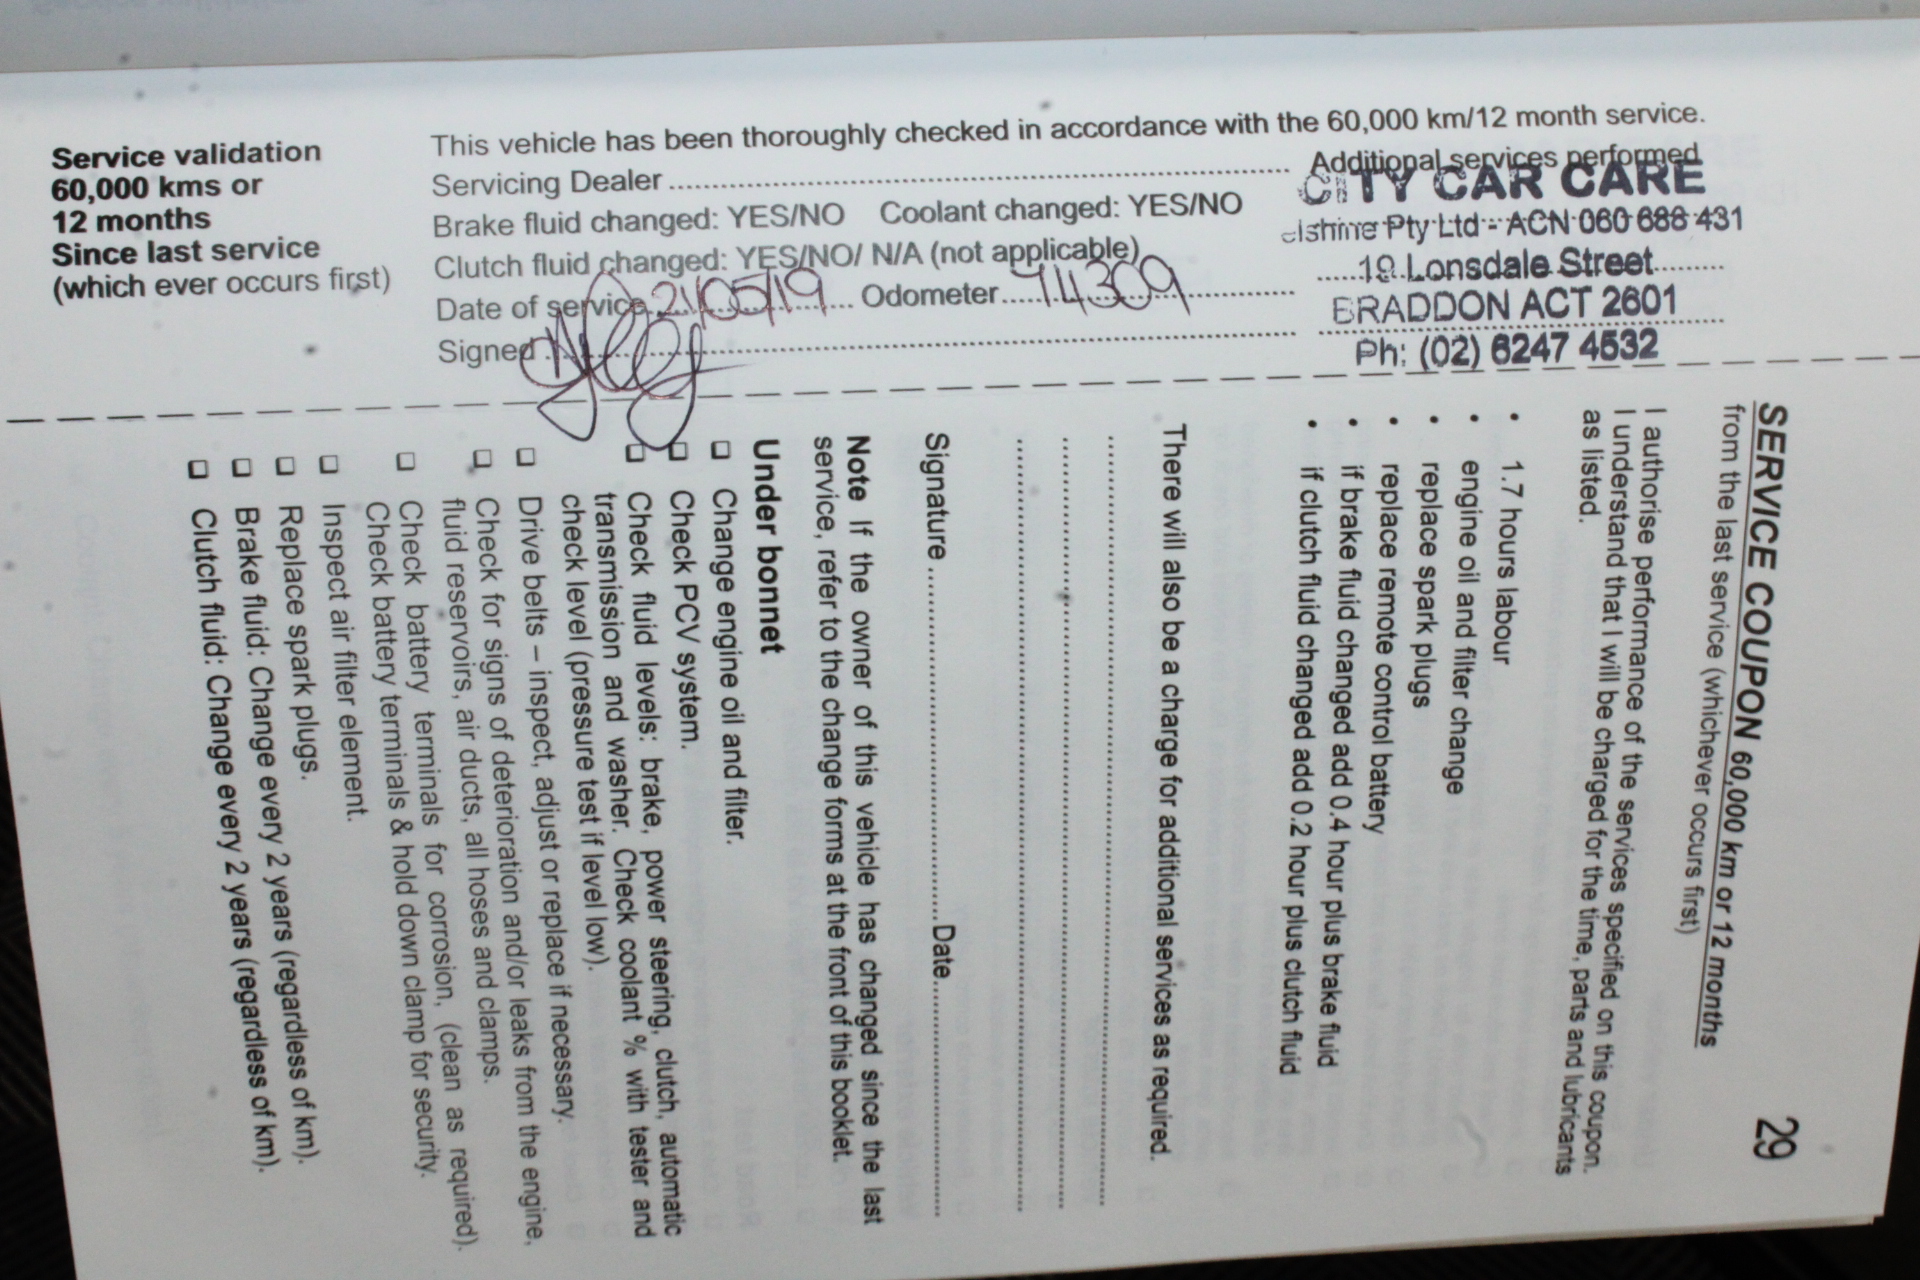 Service validation
60,000 kms or
12 months
Since last service
(which ever occurs first)
This vehicle has been thoroughly checked in accordance with the 60,000 km/12 month service.
Servicing Dealer
Brake fluid changed: YES/NO Coolant changed: YES/NO
Clutch fluid changed: YES/NO/ N/A (not applicable)
Date of service 21/05/19 Odometer 94309
Signed
Additional services performed
CITY CAR CARE
elshine Pty Ltd - ACN 060 688 431
19 Lonsdale Street
BRADDON ACT 2601
Ph: (02) 6247 4532
SERVICE COUPON 60,000 km or 12 months
29
from the last service (whichever occurs first)
I authorise performance of the services specified on this coupon.
I understand that I will be charged for the time, parts and lubricants
as listed.
• 1.7 hours labour
• engine oil and filter change
• replace spark plugs
• replace remote control battery
• if brake fluid changed add 0.4 hour plus brake fluid
• if clutch fluid changed add 0.2 hour plus clutch fluid
There will also be a charge for additional services as required.
Signature Date
Note If the owner of this vehicle has changed since the last
service, refer to the change forms at the front of this booklet.
Under bonnet
❑ Change engine oil and filter.
❑ Check PCV system.
❑ Check fluid levels: brake, power steering, clutch, automatic
transmission and washer. Check coolant % with tester and
check level (pressure test if level low).
❑ Drive belts – inspect, adjust or replace if necessary.
❑ Check for signs of deterioration and/or leaks from the engine,
fluid reservoirs, air ducts, all hoses and clamps.
❑ Check battery terminals for corrosion, (clean as required).
Check battery terminals & hold down clamp for security.
❑ Inspect air filter element.
❑ Replace spark plugs.
❑ Brake fluid: Change every 2 years (regardless of km).
❑ Clutch fluid: Change every 2 years (regardless of km).